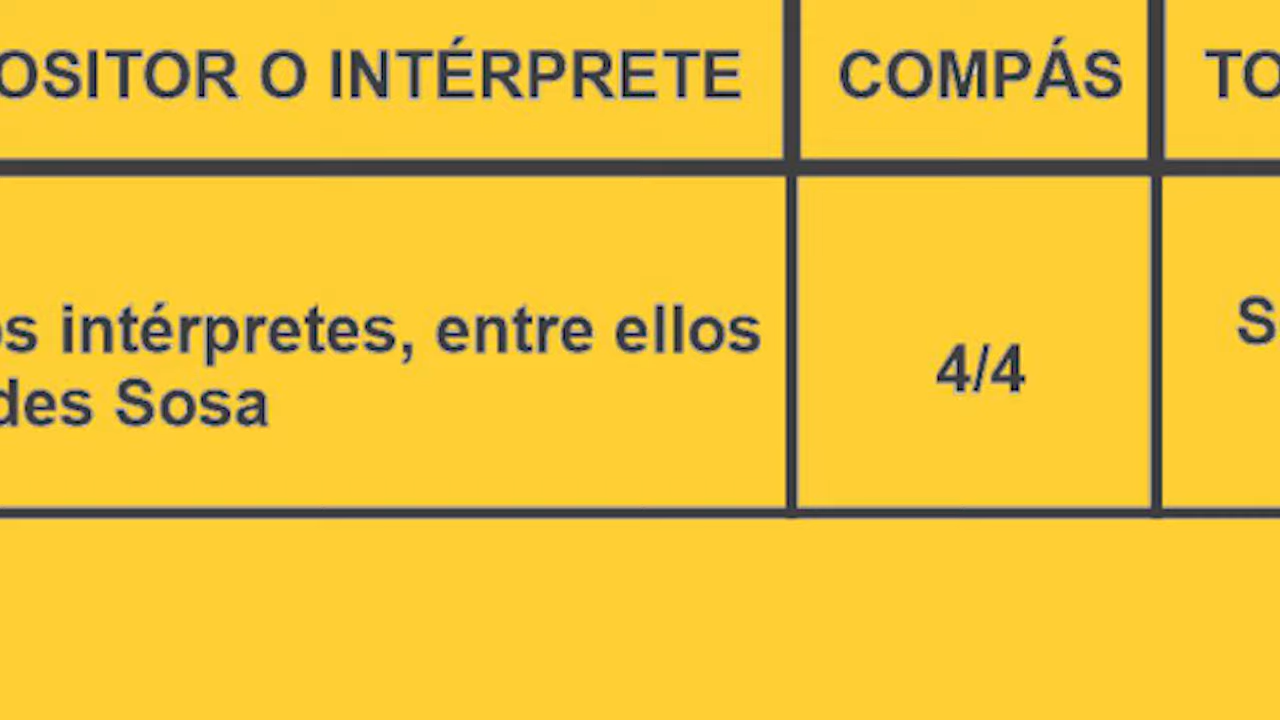 OSITOR O INTÉRPRETE COMPÁS TO
os intérpretes, entre ellos
des Sosa
4/4
S